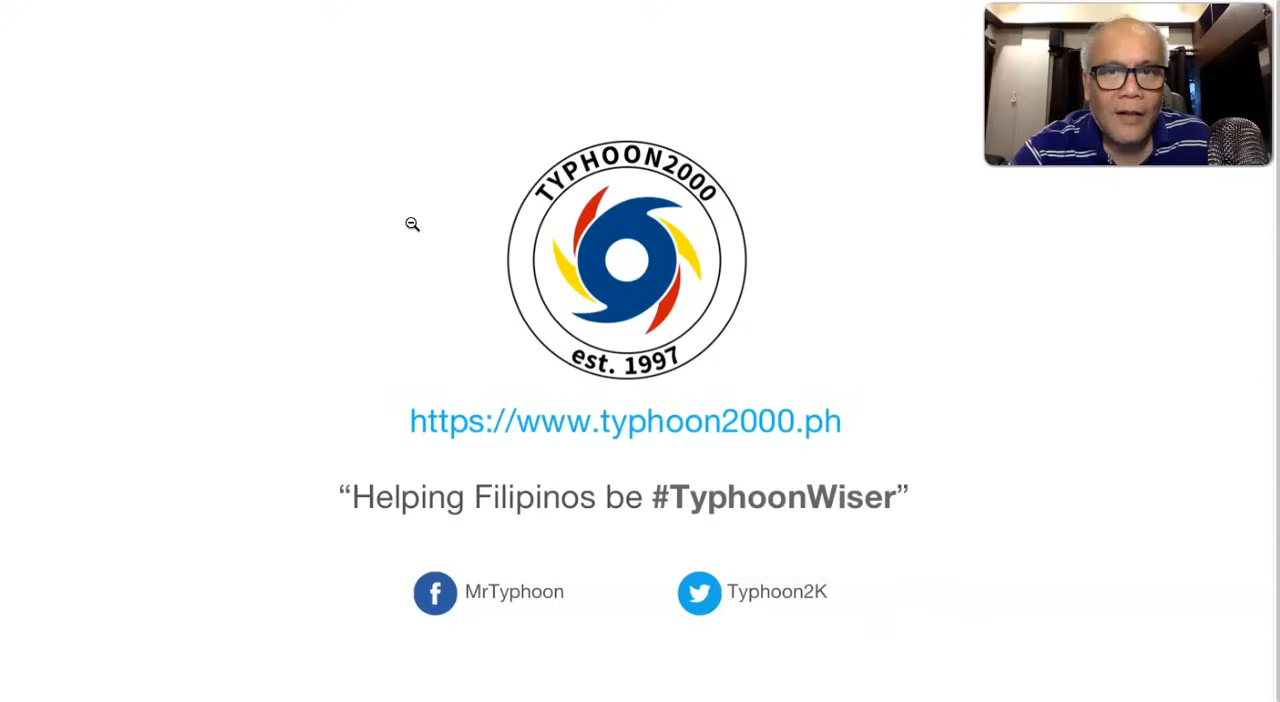 TYPHOON2000
est. 1997
https://www.typhoon2000.ph
“Helping Filipinos be #TyphoonWiser”
f MrTyphoon
Typhoon2K